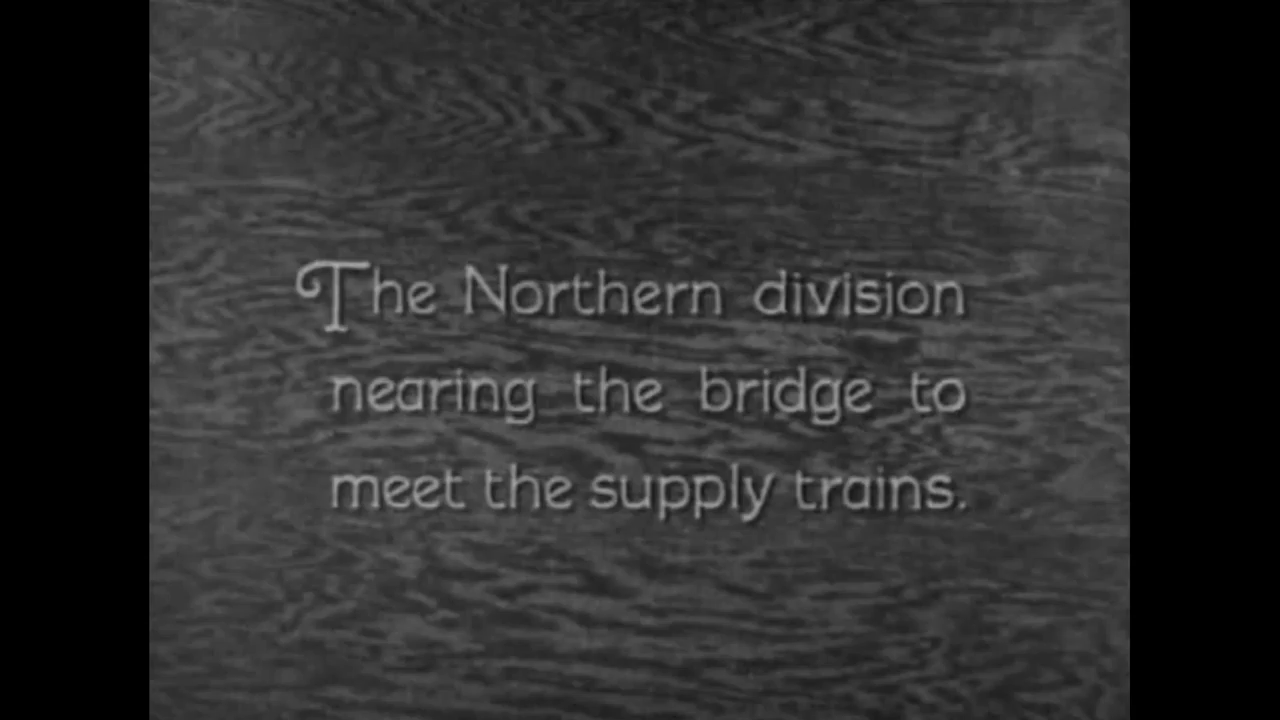 The Northern division
nearing the bridge to
meet the supply trains.